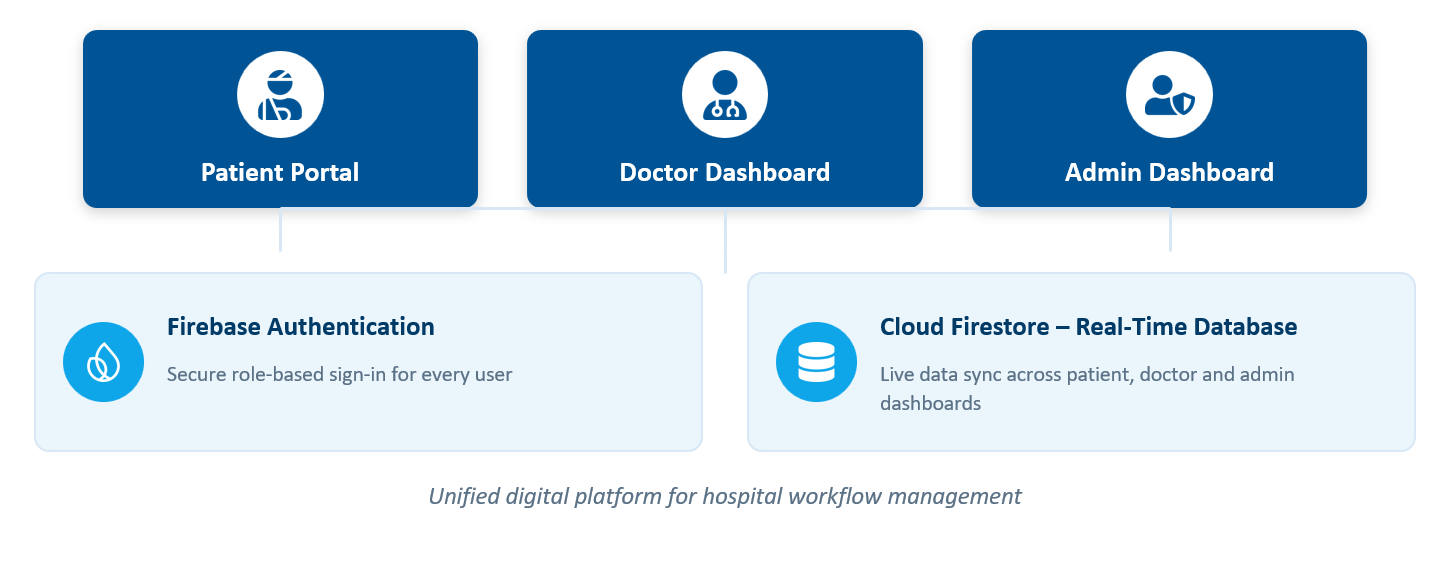 Patient Portal
Doctor Dashboard
Admin Dashboard
Firebase Authentication
Secure role-based sign-in for every user
Cloud Firestore – Real-Time Database
Live data sync across patient, doctor and admin
dashboards
Unified digital platform for hospital workflow management